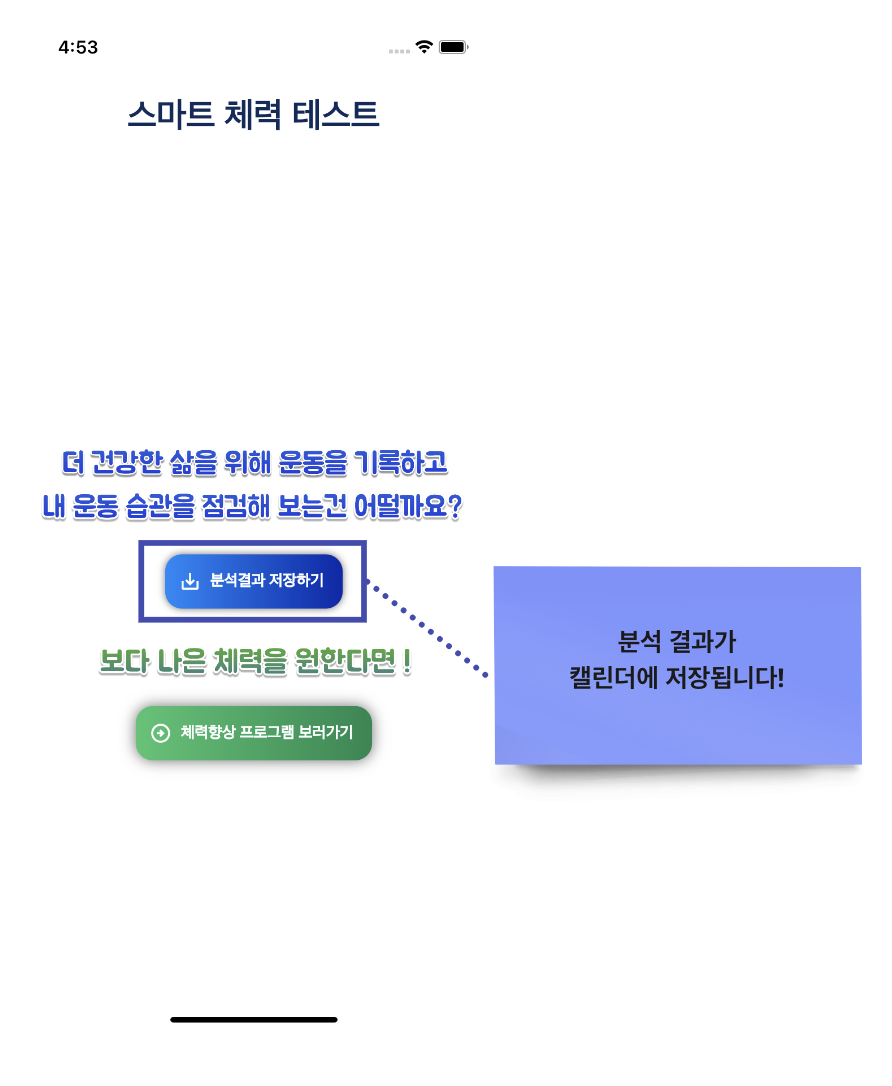 4:53
스마트 체력 테스트
더 건강한 삶을 위해 운동을 기록하고
내 운동 습관을 점검해 보는건 어떨까요?
분석결과 저장하기
분석 결과가
캘린더에 저장됩니다!
보다 나은 체력을 원한다면 !
체력향상 프로그램 보러가기